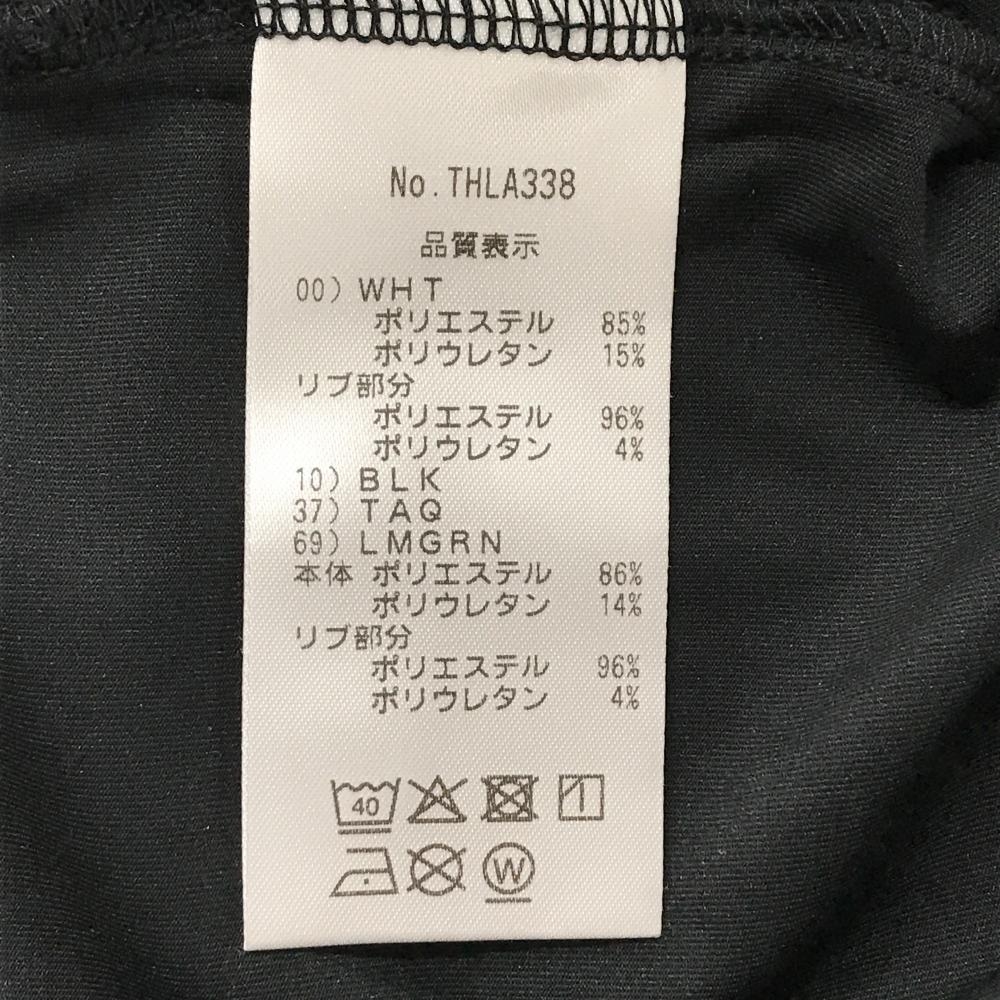 No.THLA338
品質表示
00) WHT
ポリエステル 85%
ポリウレタン 15%
リブ部分
ポリエステル 96%
ポリウレタン 4%
10) BLK
37) TAQ
69) LMGRN
本体 ポリエステル 86%
ポリウレタン 14%
リブ部分
ポリエステル 96%
ポリウレタン 4%
40
W